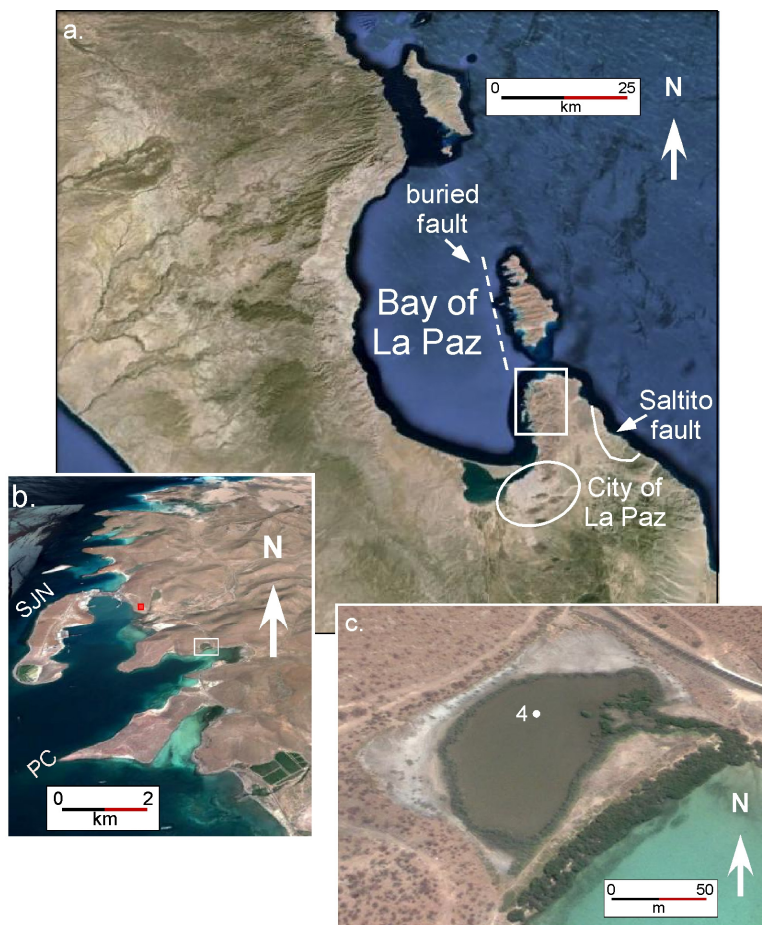 a.
0 25
km
N
buried
fault
Bay of
La Paz
Saltito
fault
City of
La Paz
b.
N
SJN
PC
0 2
km
c.
4
N
0 50
m